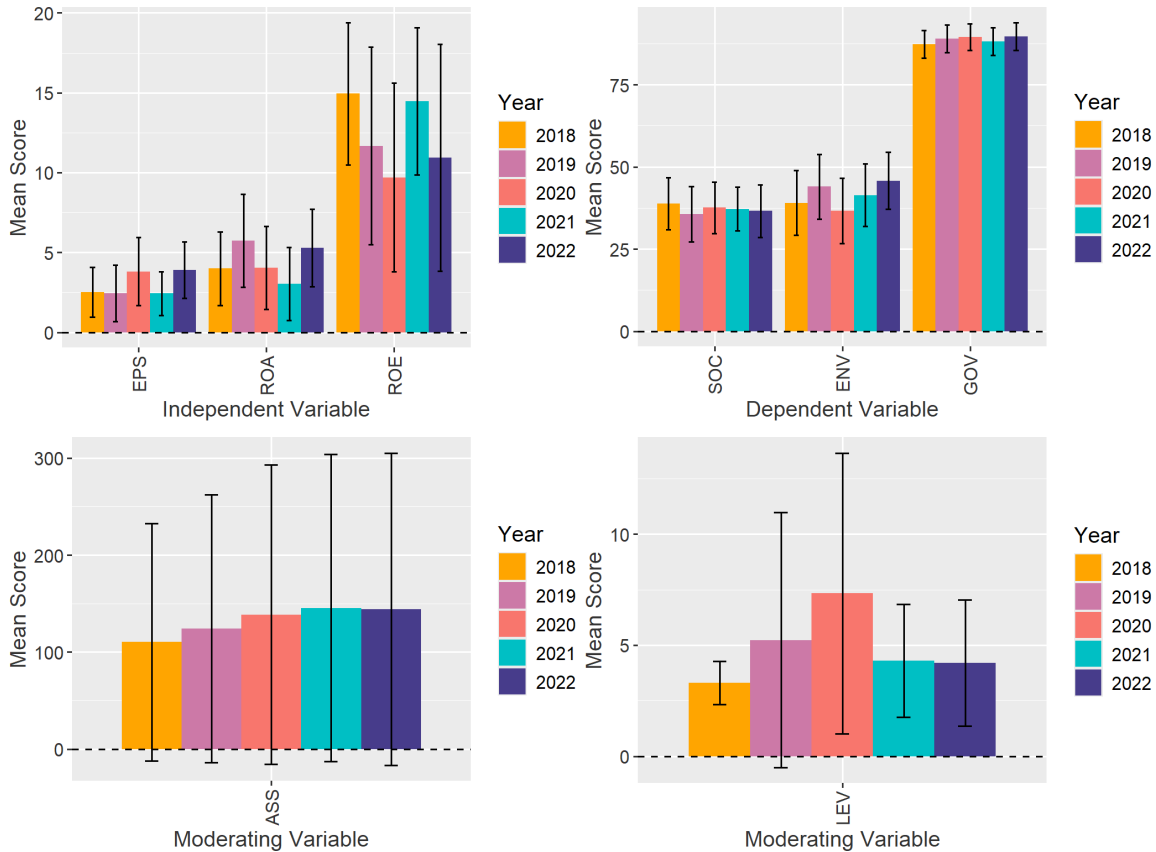 20
15
10
5
0
Mean Score
EPS
ROA
ROE
Independent Variable
Year
2018
2019
2020
2021
2022
75
50
25
0
Mean Score
SOC
ENV
GOV
Dependent Variable
Year
2018
2019
2020
2021
2022
300
200
100
0
Mean Score
ASS
Moderating Variable
Year
2018
2019
2020
2021
2022
10
5
0
Mean Score
LEV
Moderating Variable
Year
2018
2019
2020
2021
2022